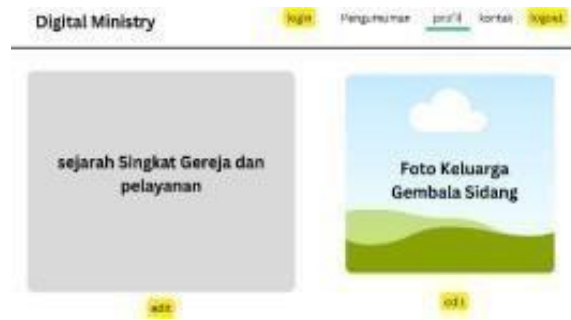 Digital Ministry login Pengumuman profil kontak logout
sejarah Singkat Gereja dan
pelayanan
Foto Keluarga
Gembala Sidang
edit
edit